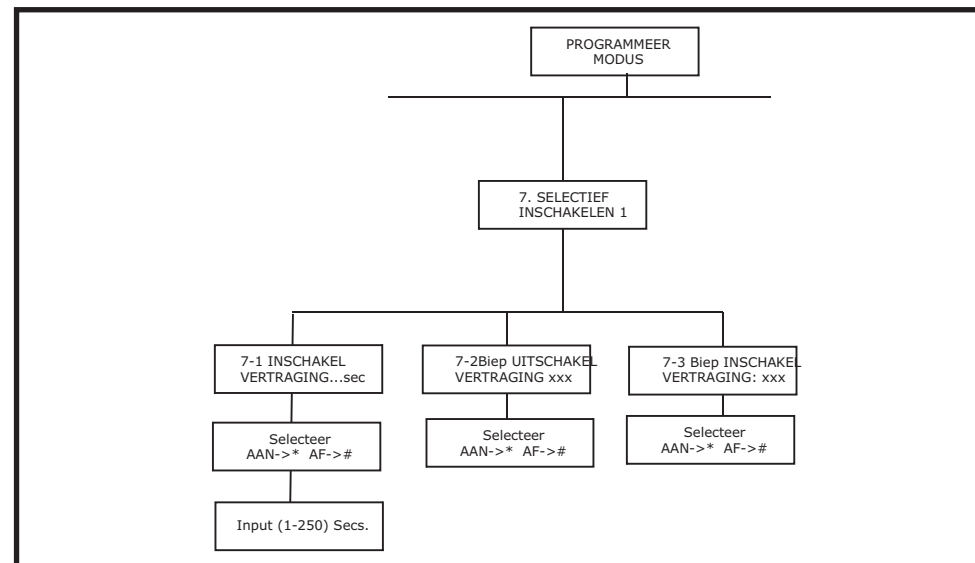 PROGRAMMEER
MODUS
7. SELECTIEF
INSCHAKELEN 1
7-1 INSCHAKEL
VERTRAGING...sec
7-2Biep UITSCHAKEL
VERTRAGING xxx
7-3 Biep INSCHAKEL
VERTRAGING: xxx
Selecteer
AAN->* AF->#
Selecteer
AAN->* AF->#
Selecteer
AAN->* AF->#
Input (1-250) Secs.